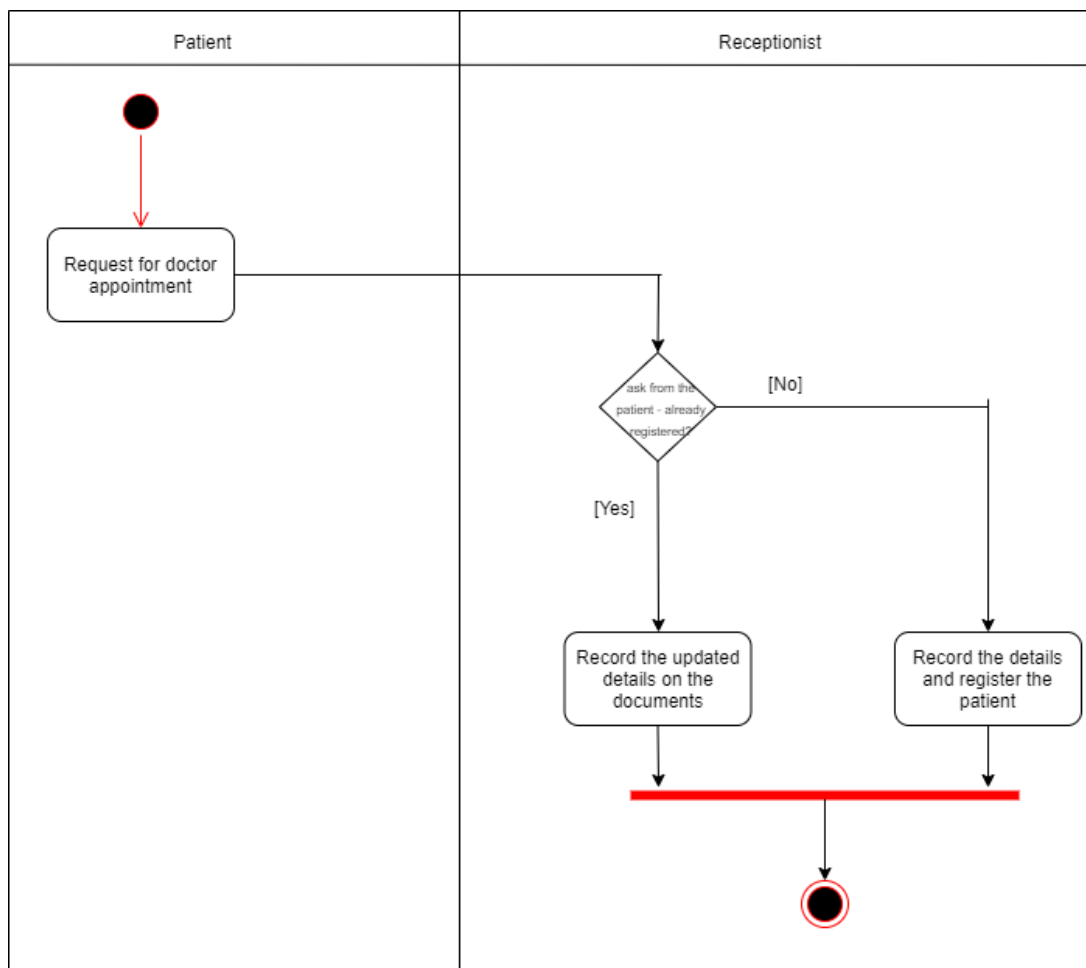 Patient
Receptionist
Request for doctor
appointment
ask from the
patient - already
registered?
[No]
[Yes]
Record the updated
details on the
documents
Record the details
and register the
patient